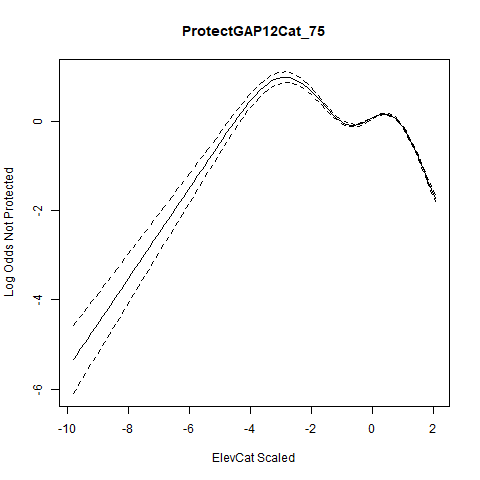 ProtectGAP12Cat_75
Log Odds Not Protected
0
-2
-4
-6
-10 -8 -6 -4 -2 0 2
ElevCat Scaled